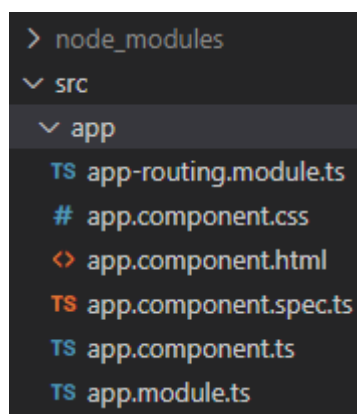 node_modules
src
app
TS app-routing.module.ts
# app.component.css
<> app.component.html
TS app.component.spec.ts
TS app.component.ts
TS app.module.ts